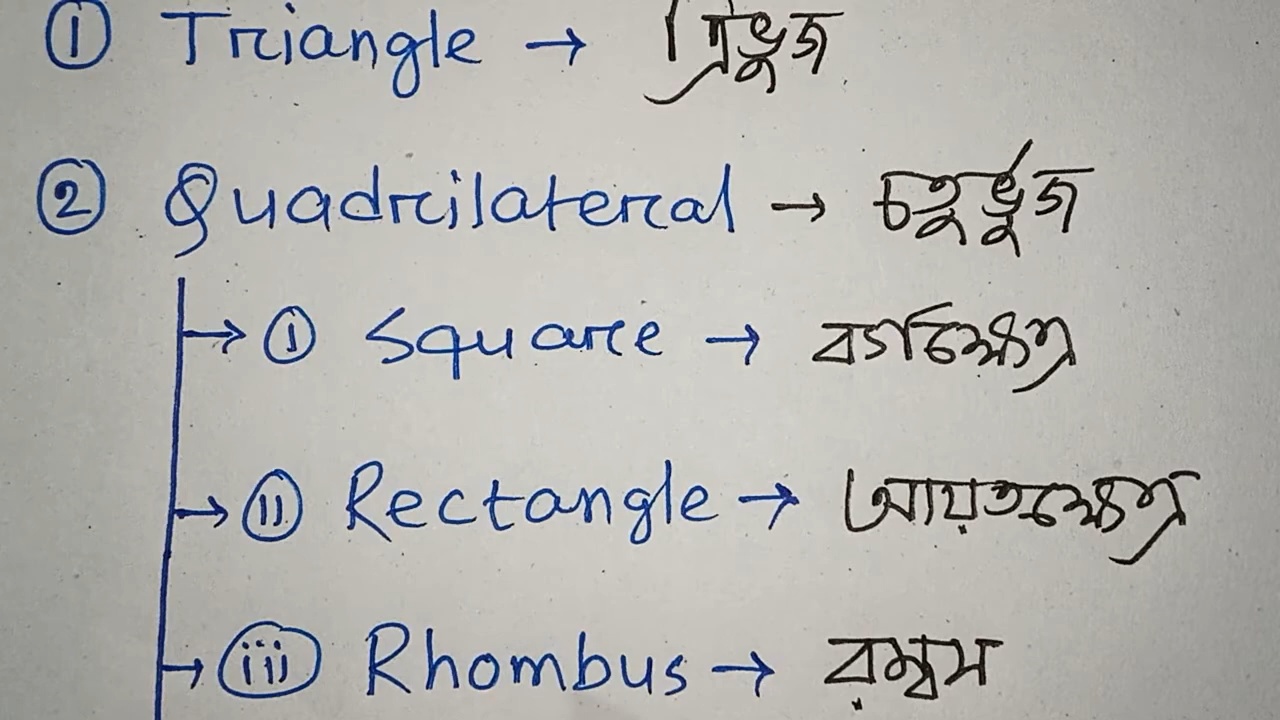 ① Triangle → ত্রিভুজ
② Quadrilateral → চতুর্ভুজ
→ ⓘ Square → বর্গক্ষেত্র
→ ⅱ Rectangle → আয়তক্ষেত্র
→ ⅲ Rhombus → রম্বস